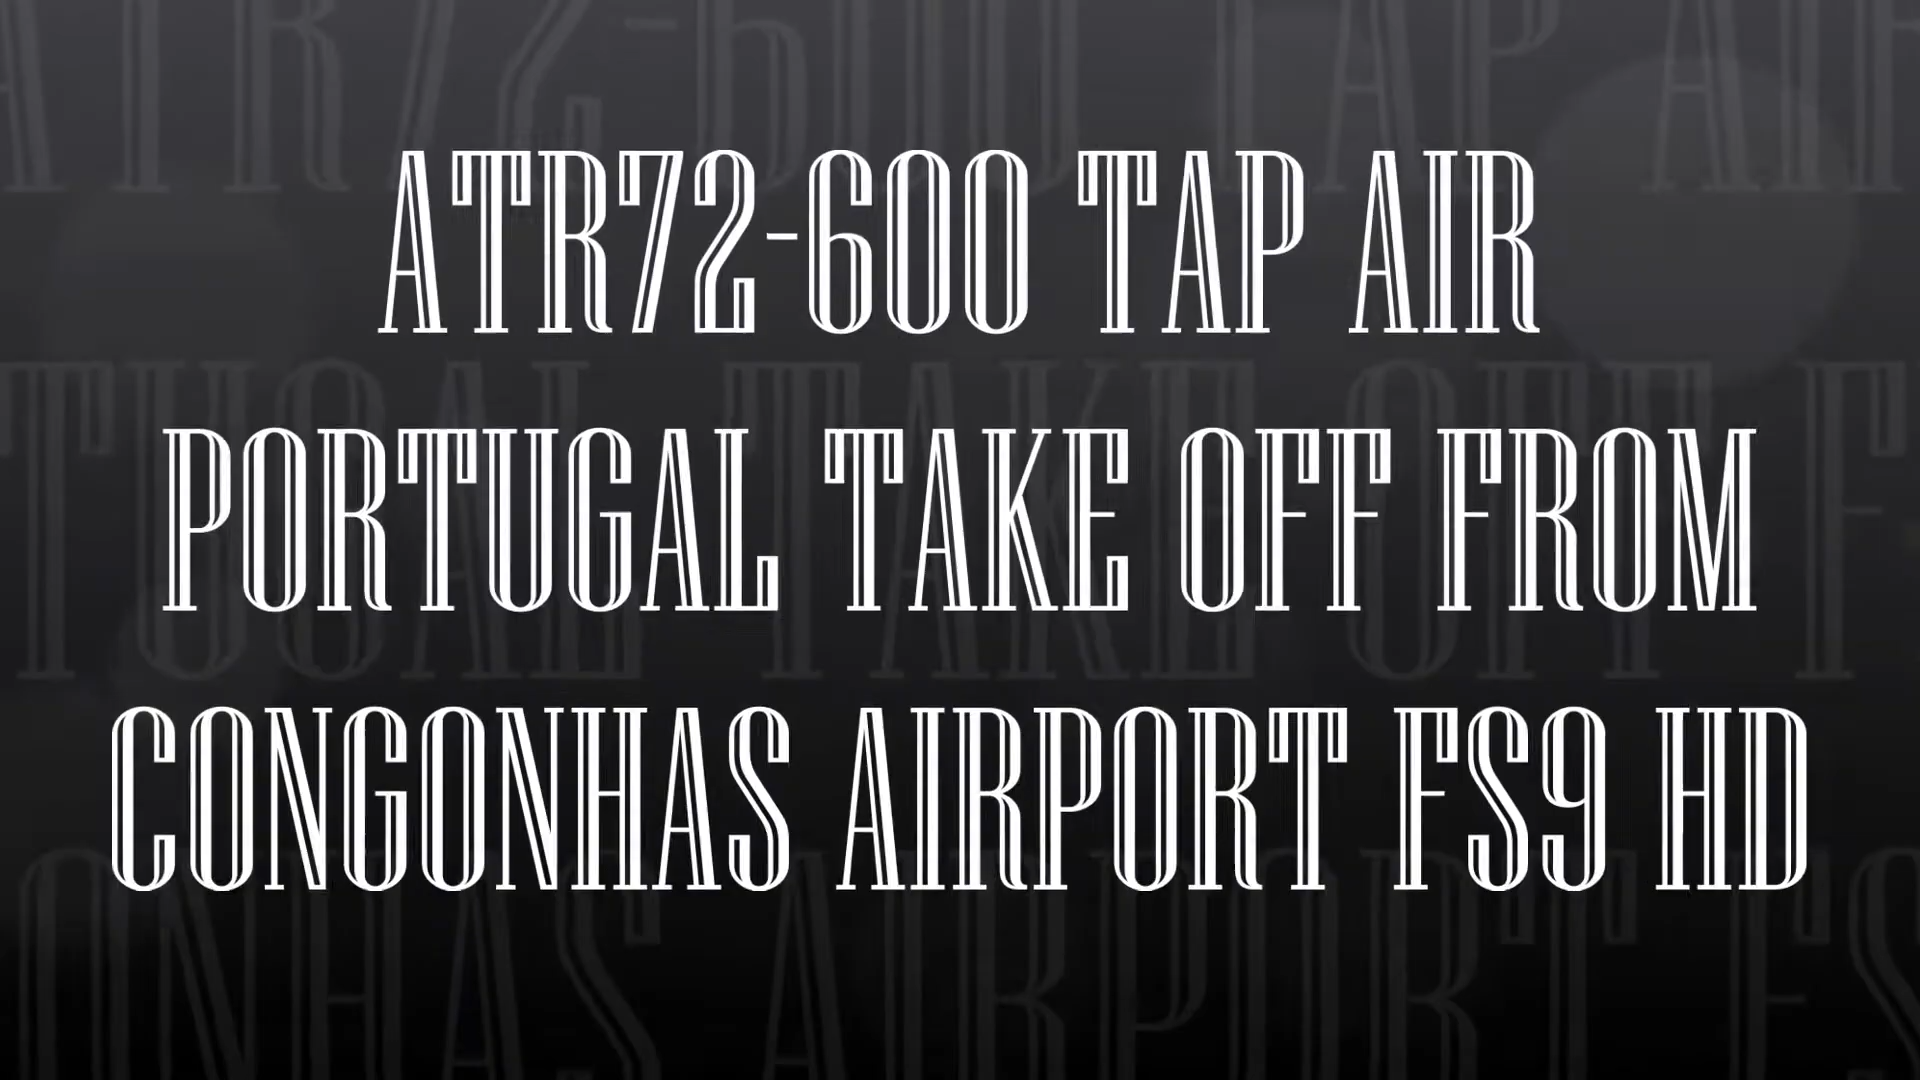 ATR72-600 TAP AIR
PORTUGAL TAKE OFF FROM
CONGONHAS AIRPORT FS9 HD